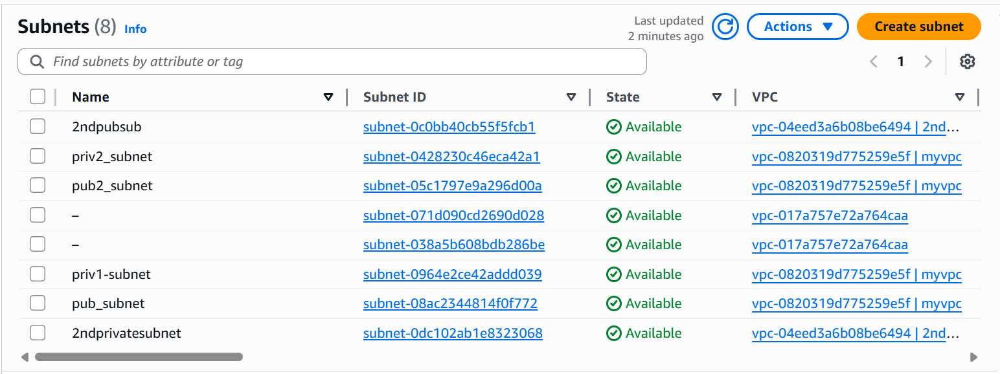 Subnets (8) Info
Last updated
2 minutes ago
Actions
Create subnet
Find subnets by attribute or tag
1
Name Subnet ID State VPC
2ndpubsub subnet-0c0bb40cb55f5fcb1 Available vpc-04eed3a6b08be6494 | 2nd...
priv2_subnet subnet-0428230c46eca42a1 Available vpc-0820319d775259e5f | myvpc
pub2_subnet subnet-05c1797e9a296d00a Available vpc-0820319d775259e5f | myvpc
– subnet-071d090cd2690d028 Available vpc-017a757e72a764caa
– subnet-038a5b608bdb286be Available vpc-017a757e72a764caa
priv1-subnet subnet-0964e2ce42addd039 Available vpc-0820319d775259e5f | myvpc
pub_subnet subnet-08ac2344814f0f772 Available vpc-0820319d775259e5f | myvpc
2ndprivatesubnet subnet-0dc102ab1e8323068 Available vpc-04eed3a6b08be6494 | 2nd...